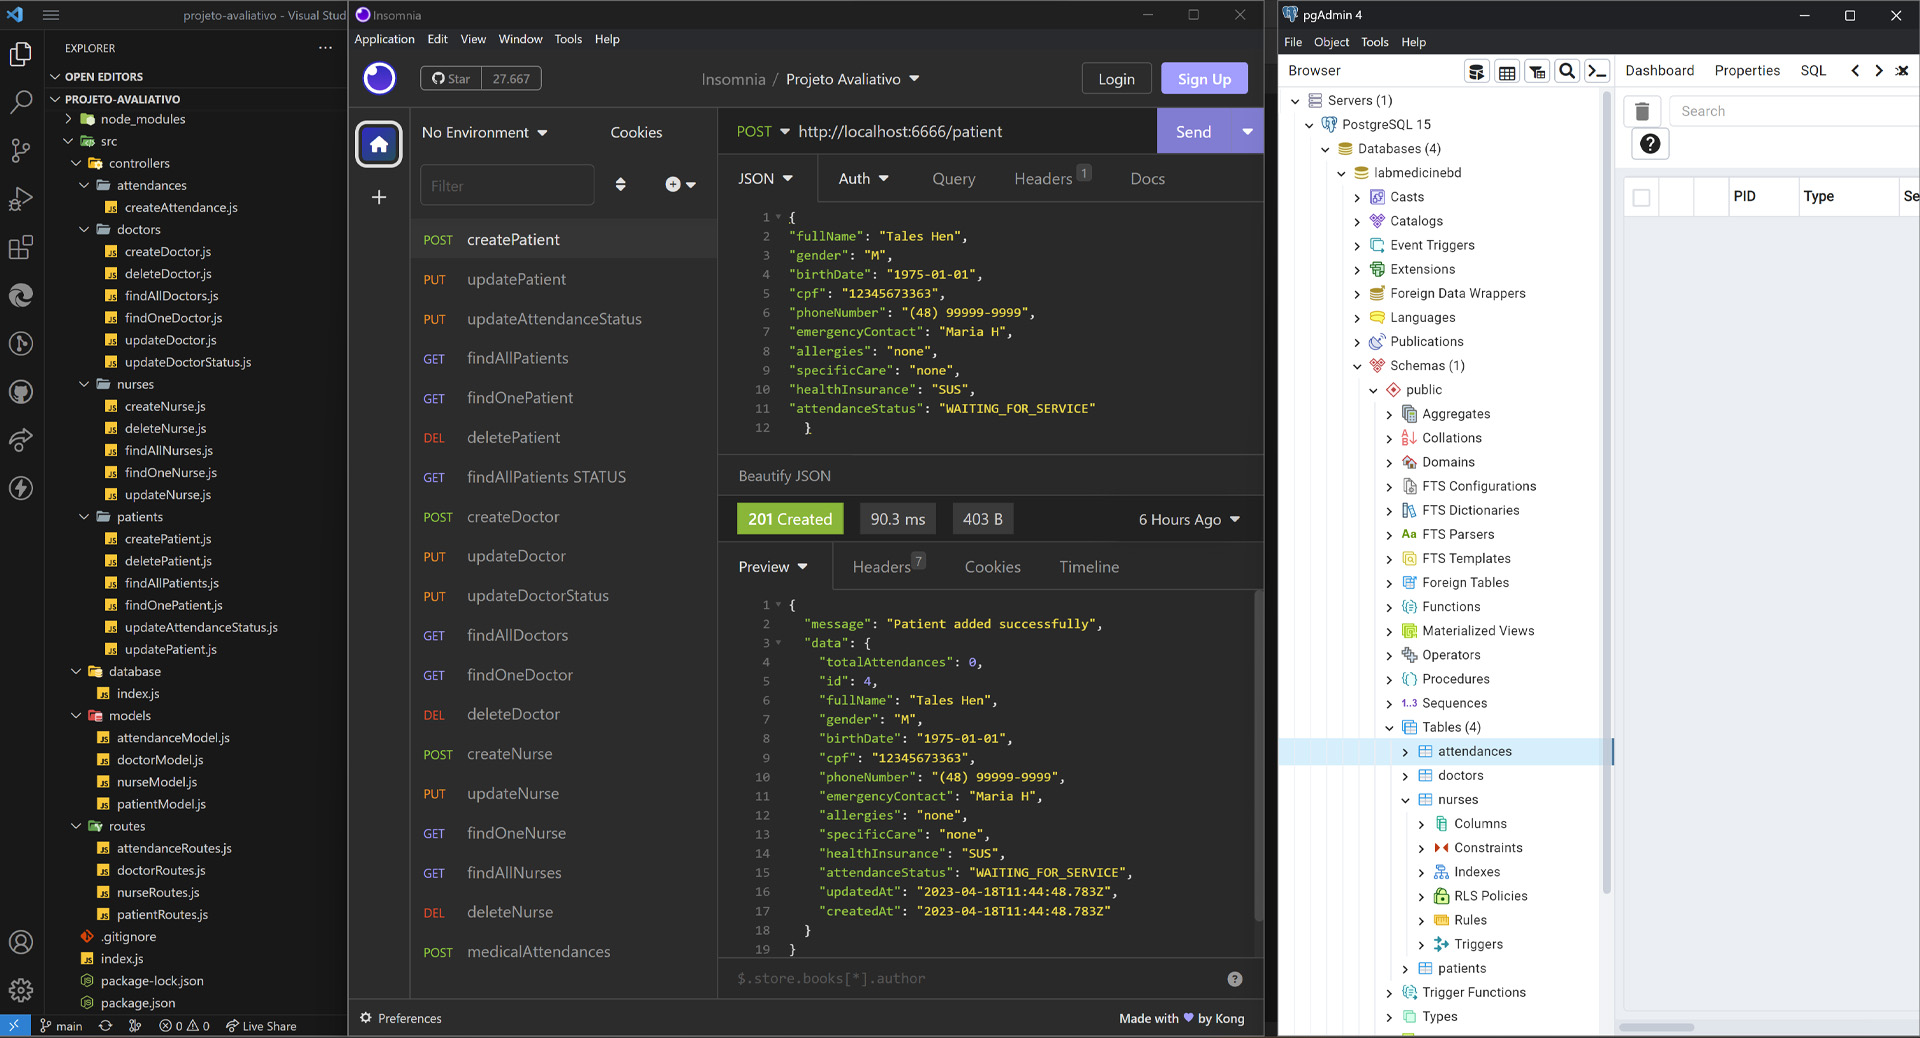 projeto-avaliativo - Visual Stud
EXPLORER
OPEN EDITORS
PROJETO-AVALIATIVO
node_modules
src
controllers
attendances
createAttendance.js
doctors
createDoctor.js
deleteDoctor.js
findAllDoctors.js
findOneDoctor.js
updateDoctor.js
updateDoctorStatus.js
nurses
createNurse.js
deleteNurse.js
findAllNurses.js
findOneNurse.js
updateNurse.js
patients
createPatient.js
deletePatient.js
findAllPatients.js
findOnePatient.js
updateAttendanceStatus.js
updatePatient.js
database
index.js
models
attendanceModel.js
doctorModel.js
nurseModel.js
patientModel.js
routes
attendanceRoutes.js
doctorRoutes.js
nurseRoutes.js
patientRoutes.js
.gitignore
index.js
package-lock.json
package.json
main 0 0 Live Share
Insomnia
Application Edit View Window Tools Help
Star 27.667
Insomnia / Projeto Avaliativo
Login Sign Up
No Environment Cookies
Filter
POST createPatient
PUT updatePatient
PUT updateAttendanceStatus
GET findAllPatients
GET findOnePatient
DEL deletePatient
GET findAllPatients STATUS
POST createDoctor
PUT updateDoctor
PUT updateDoctorStatus
GET findAllDoctors
GET findOneDoctor
DEL deleteDoctor
POST createNurse
PUT updateNurse
GET findOneNurse
GET findAllNurses
DEL deleteNurse
POST medicalAttendances
POST http://localhost:6666/patient Send
JSON Auth Query Headers 1 Docs
1 {
2 "fullName": "Tales Hen",
3 "gender": "M",
4 "birthDate": "1975-01-01",
5 "cpf": "12345673363",
6 "phoneNumber": "(48) 99999-9999",
7 "emergencyContact": "Maria H",
8 "allergies": "none",
9 "specificCare": "none",
10 "healthInsurance": "SUS",
11 "attendanceStatus": "WAITING_FOR_SERVICE"
12 }
Beautify JSON
201 Created 90.3 ms 403 B 6 Hours Ago
Preview Headers 7 Cookies Timeline
1 {
2 "message": "Patient added successfully",
3 "data": {
4 "totalAttendances": 0,
5 "id": 4,
6 "fullName": "Tales Hen",
7 "gender": "M",
8 "birthDate": "1975-01-01",
9 "cpf": "12345673363",
10 "phoneNumber": "(48) 99999-9999",
11 "emergencyContact": "Maria H",
12 "allergies": "none",
13 "specificCare": "none",
14 "healthInsurance": "SUS",
15 "attendanceStatus": "WAITING_FOR_SERVICE",
16 "updatedAt": "2023-04-18T11:44:48.783Z",
17 "createdAt": "2023-04-18T11:44:48.783Z"
18 }
19 }
$.store.books[*].author
Preferences
Made with by Kong
pgAdmin 4
File Object Tools Help
Browser
Dashboard Properties SQL
Servers (1)
PostgreSQL 15
Databases (4)
labmedicinebd
Casts
Catalogs
Event Triggers
Extensions
Foreign Data Wrappers
Languages
Publications
Schemas (1)
public
Aggregates
Collations
Domains
FTS Configurations
FTS Dictionaries
Aa FTS Parsers
FTS Templates
Foreign Tables
Functions
Materialized Views
Operators
Procedures
1..3 Sequences
Tables (4)
attendances
doctors
nurses
Columns
Constraints
Indexes
RLS Policies
Rules
Triggers
patients
Trigger Functions
Types
Search
PID Type Se